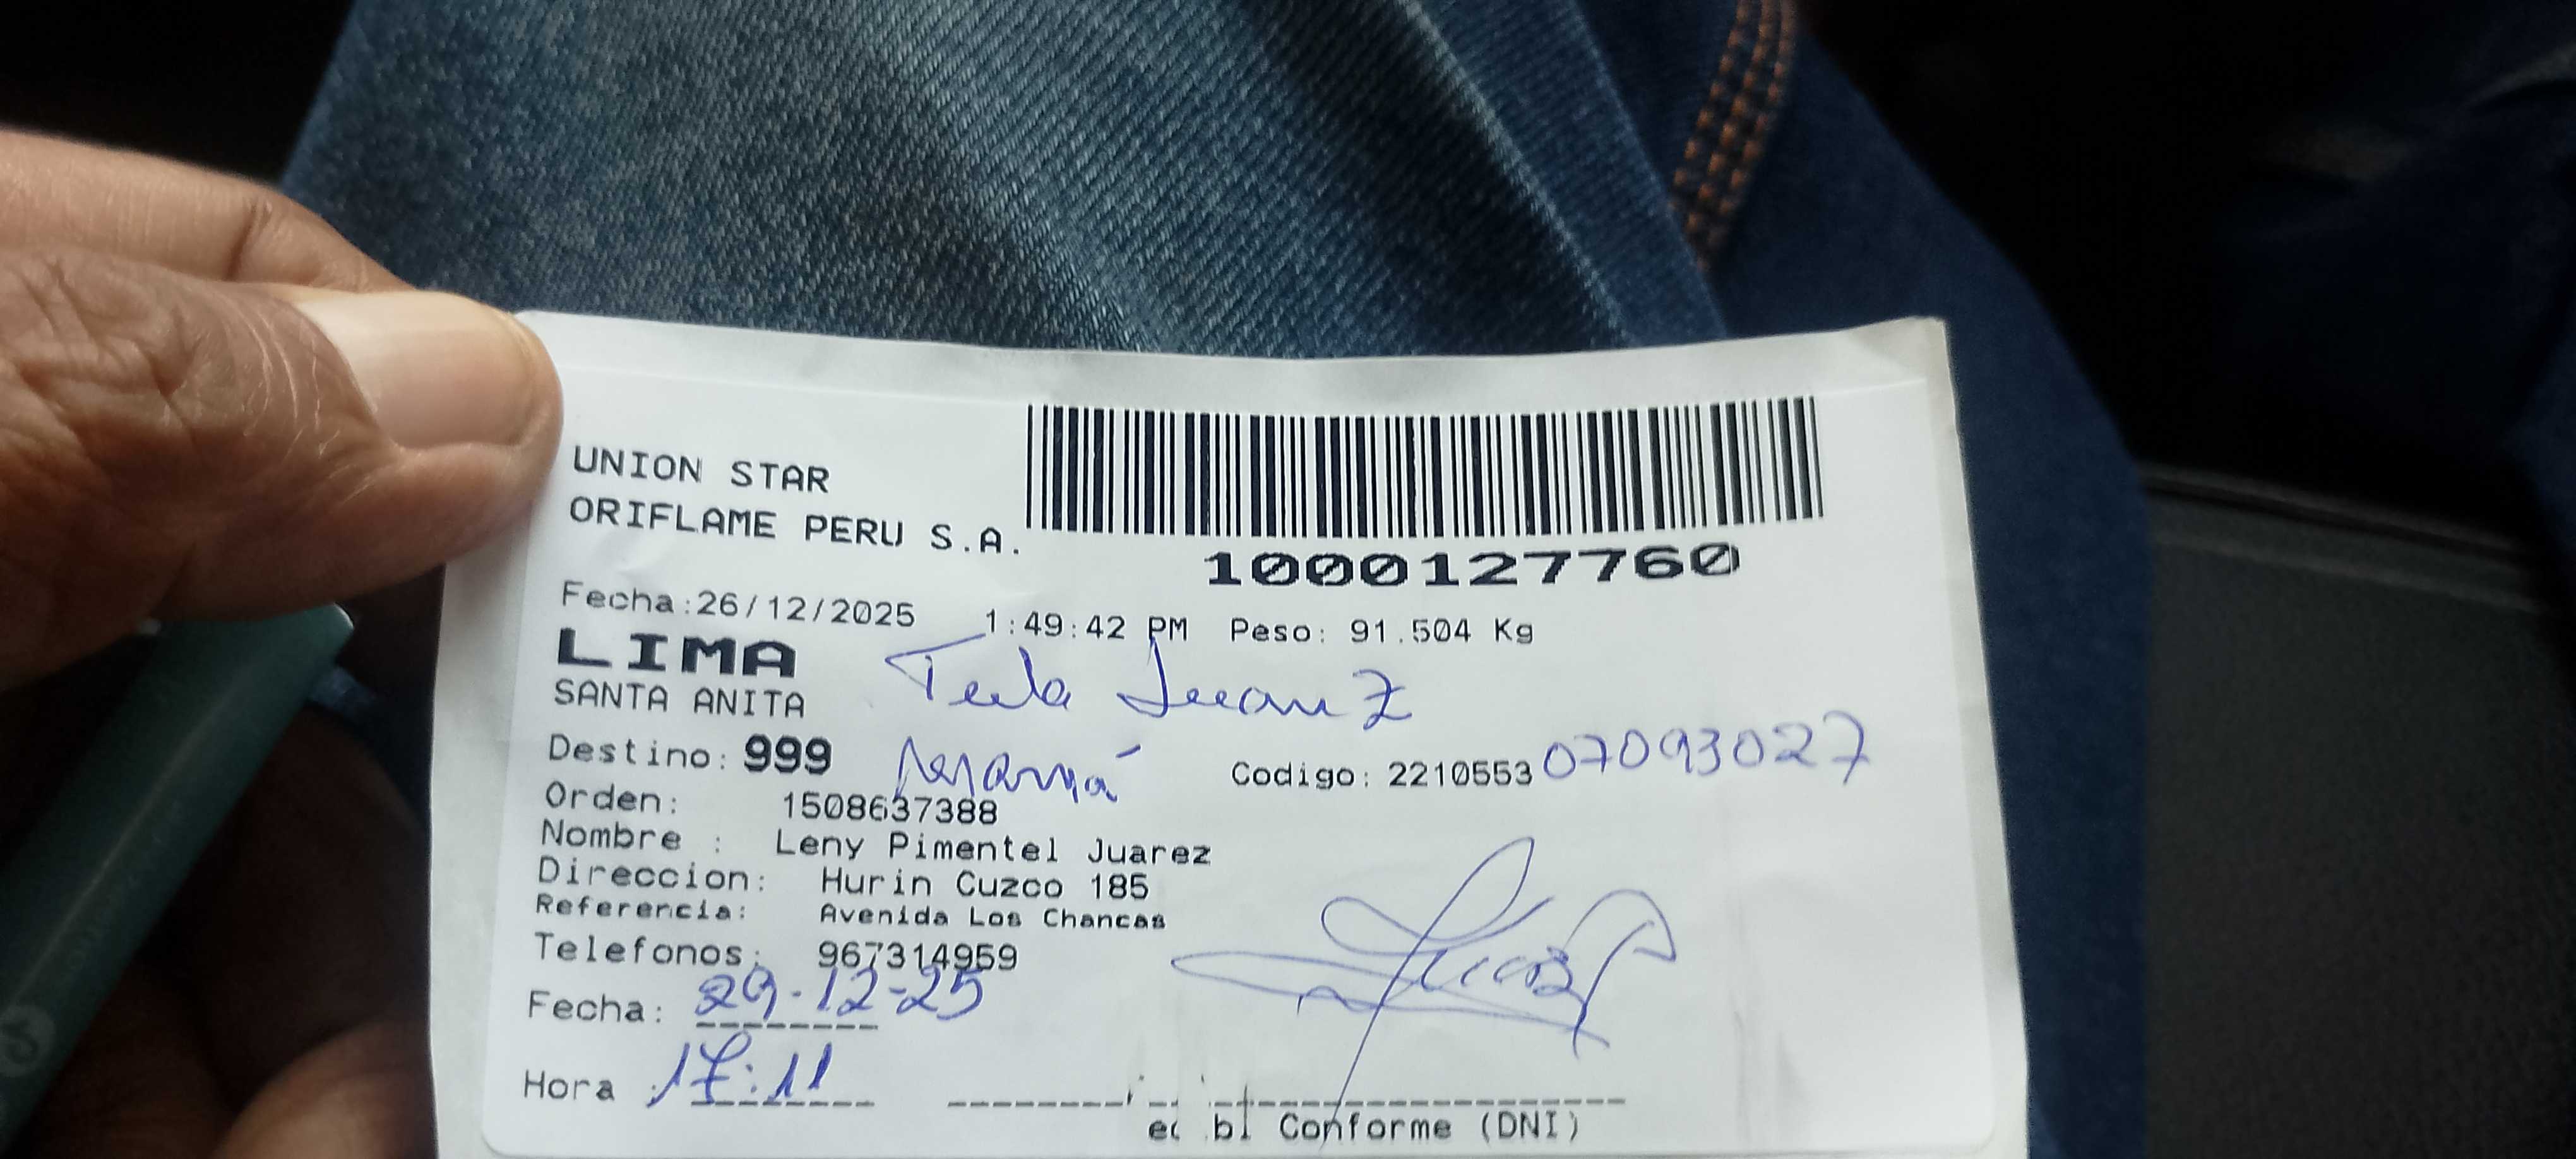 UNION STAR
ORIFLAME PERU S.A.
1000127760
Fecha:26/12/2025 1:49:42 PM Peso: 91.504 Kg
LIMA
SANTA ANITA
Juarez
Destino: 999 Mamá Codigo: 2210553 07093027
Orden: 1508637388
Nombre : Leny Pimentel Juarez
Direccion: Hurin Cuzco 185
Referencia: Avenida Los Chancas
Telefonos: 967314959
Fecha: 29-12-25
Hora :17:11
Conforme (DNI)